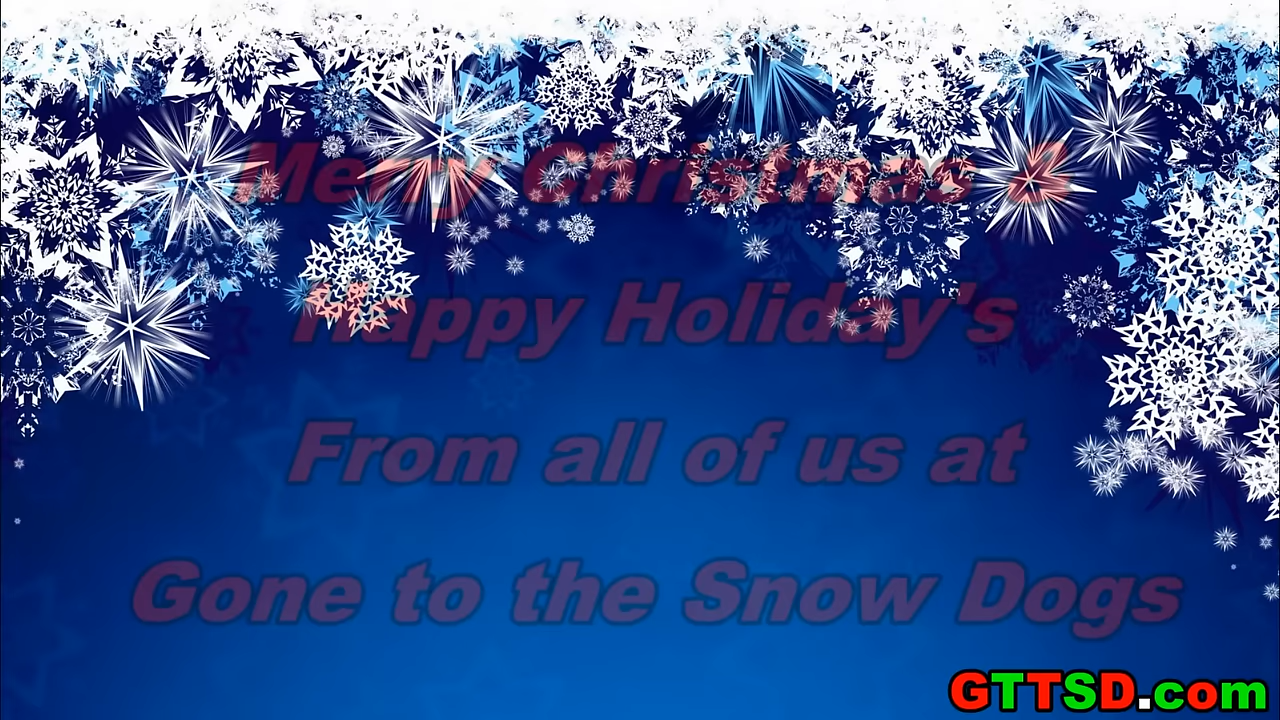 Merry Christmas &
Happy Holiday's
From all of us at
Gone to the Snow Dogs
GTTSD.com